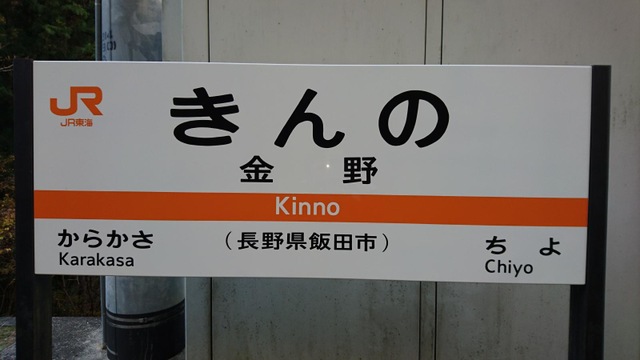 JR
JR東海
きんの
金野
Kinno
からかさ
Karakasa
(長野県飯田市)
ちよ
Chiyo